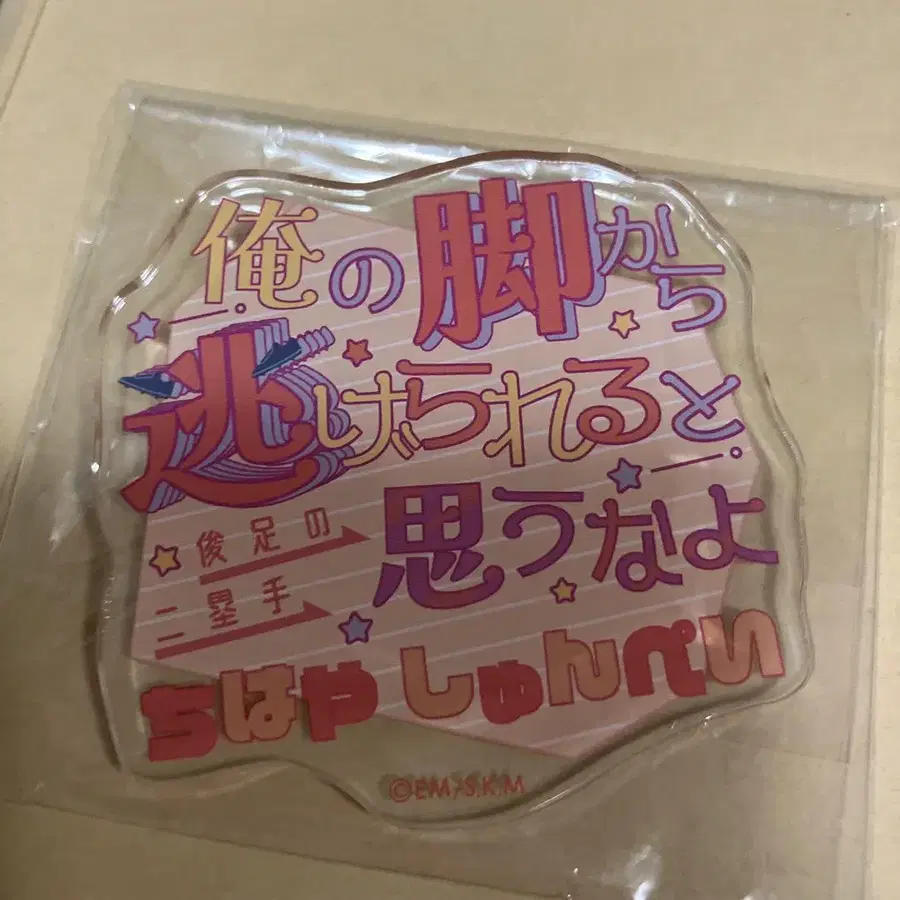 俺の脚から
逃げられると
思うなよ
俊足の
二塁手
ちはや しゅんぺい
©EM/S,K,M